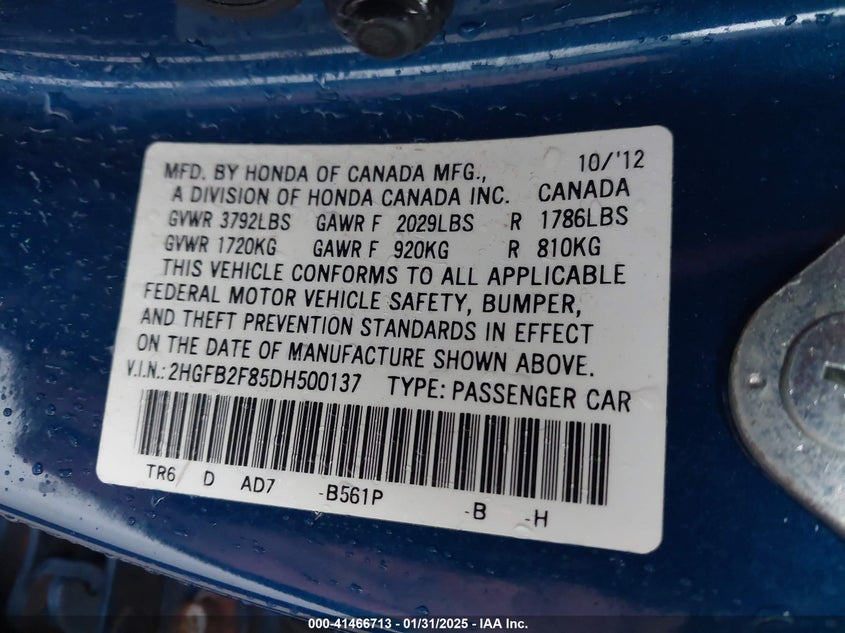 MFD. BY HONDA OF CANADA MFG., 10/'12
A DIVISION OF HONDA CANADA INC. CANADA
GVWR 3792LBS GAWR F 2029LBS R 1786LBS
GVWR 1720KG GAWR F 920KG R 810KG
THIS VEHICLE CONFORMS TO ALL APPLICABLE
FEDERAL MOTOR VEHICLE SAFETY, BUMPER,
AND THEFT PREVENTION STANDARDS IN EFFECT
ON THE DATE OF MANUFACTURE SHOWN ABOVE.
V.I.N.: 2HGFB2F85DH500137 TYPE: PASSENGER CAR
TR6 D AD7 -B561P -B -H
000-41466713 - 01/31/2025 - IAA Inc.